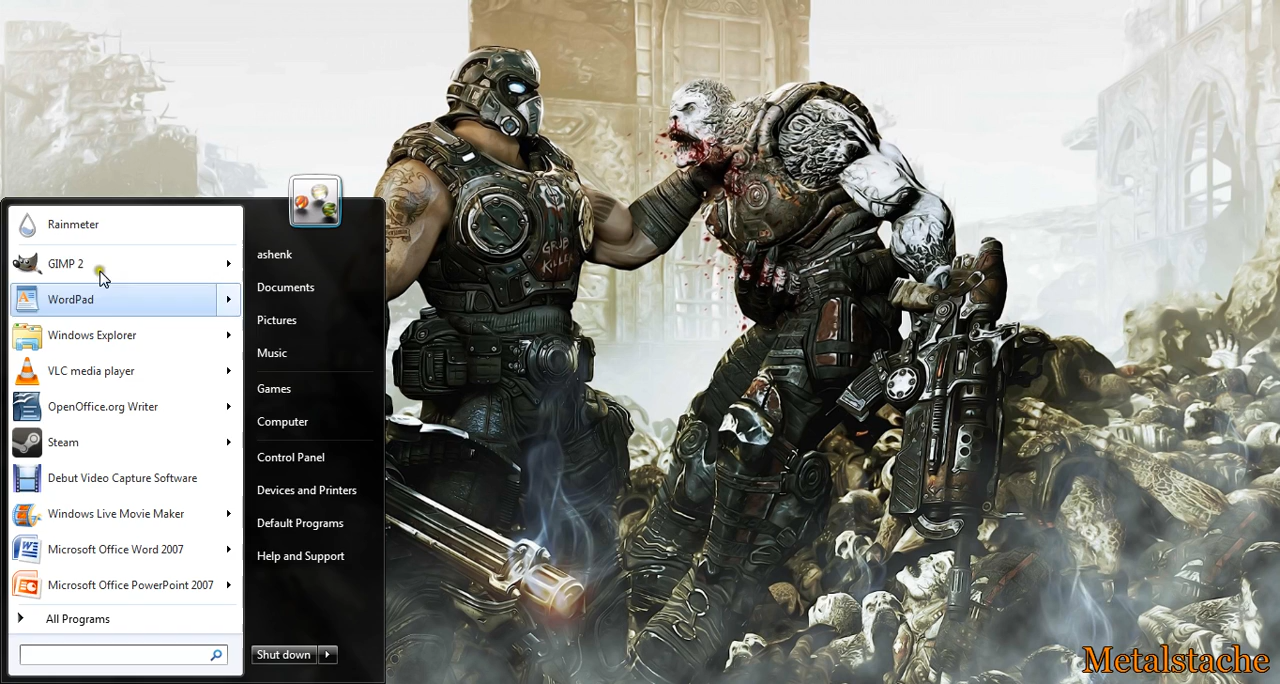 Rainmeter
GIMP 2
WordPad
Windows Explorer
VLC media player
OpenOffice.org Writer
Steam
Debut Video Capture Software
Windows Live Movie Maker
Microsoft Office Word 2007
Microsoft Office PowerPoint 2007
All Programs
ashenk
Documents
Pictures
Music
Games
Computer
Control Panel
Devices and Printers
Default Programs
Help and Support
Shut down
GRUB
KILLER
Metalstache